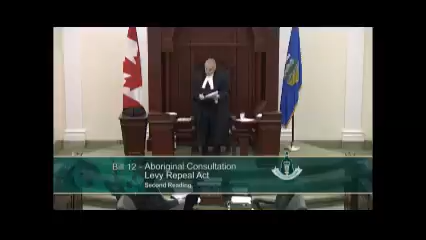 Bill 12 - Aboriginal Consultation
Levy Repeal Act
Second Reading